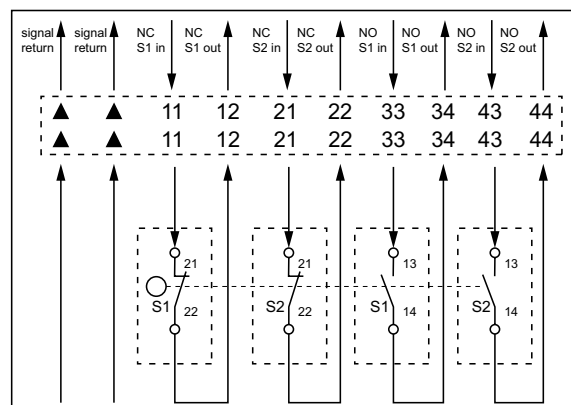 signal return signal return NC S1 in NC S1 out NC S2 in NC S2 out NO S1 in NO S1 out NO S2 in NO S2 out
▲ ▲ 11 12 21 22 33 34 43 44
▲ ▲ 11 12 21 22 33 34 43 44
21 21 13 13
S1 S2 S1 S2
22 22 14 14